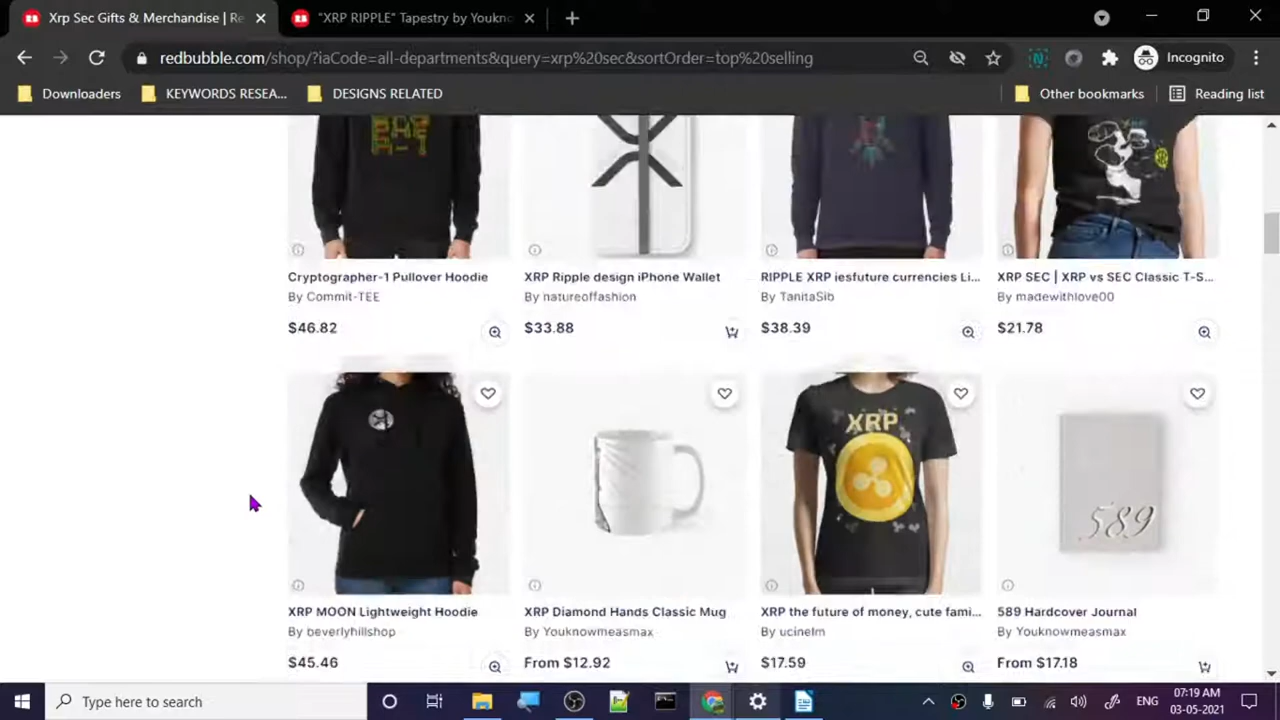 Xrp Sec Gifts & Merchandise | Re
"XRP RIPPLE" Tapestry by Youkno
redbubble.com/shop/?iaCode=all-departments&query=xrp%20sec&sortOrder=top%20selling
Incognito
Downloaders
KEYWORDS RESEA...
DESIGNS RELATED
Other bookmarks
Reading list
Cryptographer-1 Pullover Hoodie
By Commit-TEE
$46.82
XRP Ripple design iPhone Wallet
By natureoffashion
$33.88
RIPPLE XRP iesfuture currencies Li...
By TanitaSib
$38.39
XRP SEC | XRP vs SEC Classic T-S...
By madewithlove00
$21.78
XRP
589
XRP MOON Lightweight Hoodie
By beverlyhillshop
$45.46
XRP Diamond Hands Classic Mug
By Youknowmeasmax
From $12.92
XRP the future of money, cute fami...
By ucinelm
$17.59
589 Hardcover Journal
By Youknowmeasmax
From $17.18
Type here to search
ENG
07:19 AM
03-05-2021